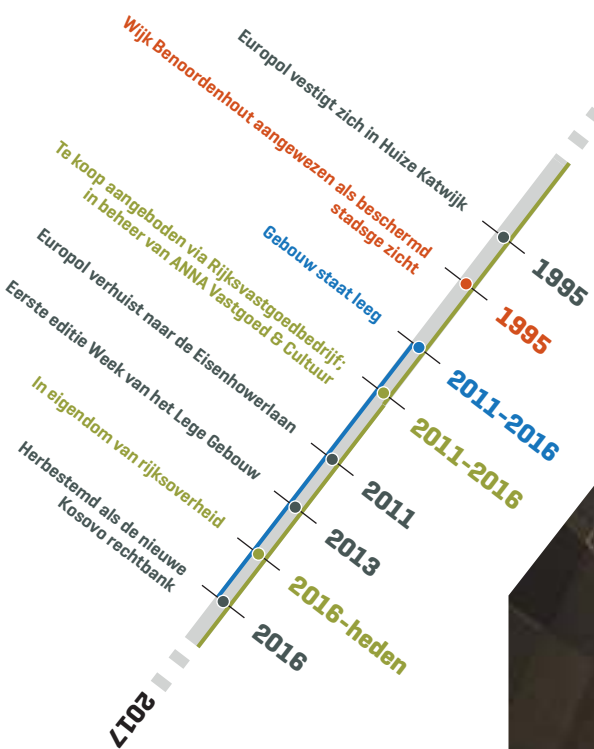 Europol vestigt zich in Huize Katwijk
1995
Wijk Benoordenhout aangewezen als beschermd
stadsge zicht
1995
Gebouw staat leeg
2011-2016
Te koop aangeboden via Rijksvastgoedbedrijf;
in beheer van ANNA Vastgoed & Cultuur
2011-2016
Europol verhuist naar de Eisenhowerlaan
2011
Eerste editie Week van het Lege Gebouw
2013
In eigendom van rijksoverheid
2016-heden
Herbestemd als de nieuwe
Kosovo rechtbank
2016
2017